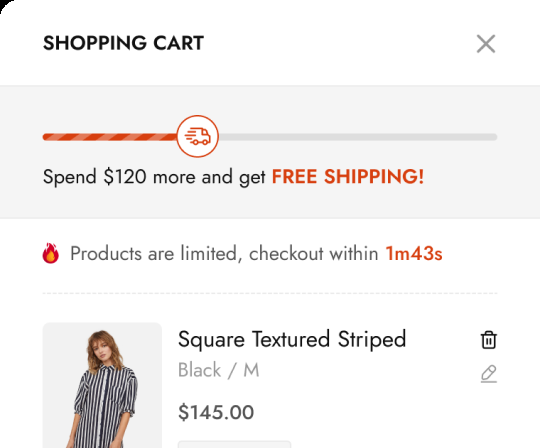 SHOPPING CART
Spend $120 more and get FREE SHIPPING!
Products are limited, checkout within 1m43s
Square Textured Striped
Black / M
$145.00